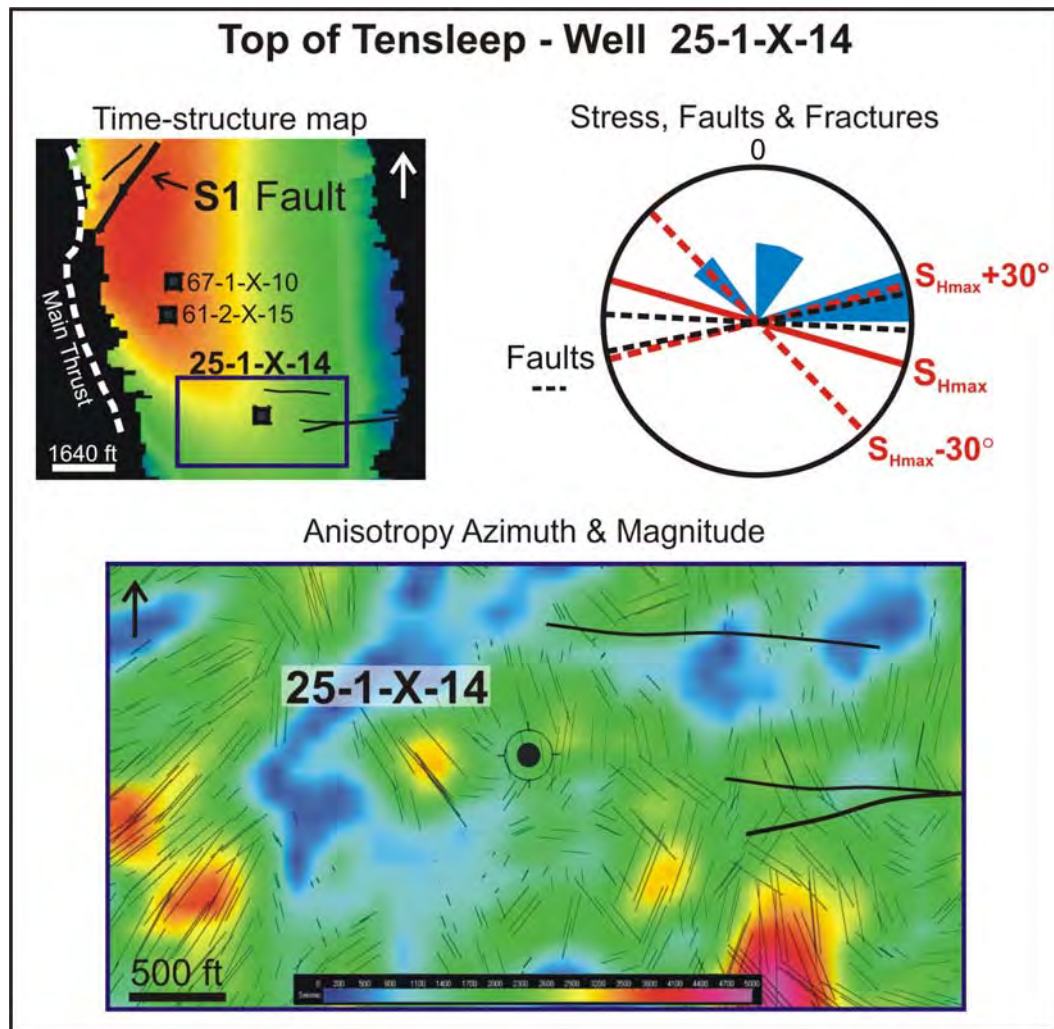 Top of Tensleep - Well 25-1-X-14
Time-structure map
S1 Fault
67-1-X-10
61-2-X-15
25-1-X-14
Main Thrust
1640 ft
Stress, Faults & Fractures
0
SHmax+30°
SHmax
SHmax-30°
Faults
Anisotropy Azimuth & Magnitude
25-1-X-14
500 ft